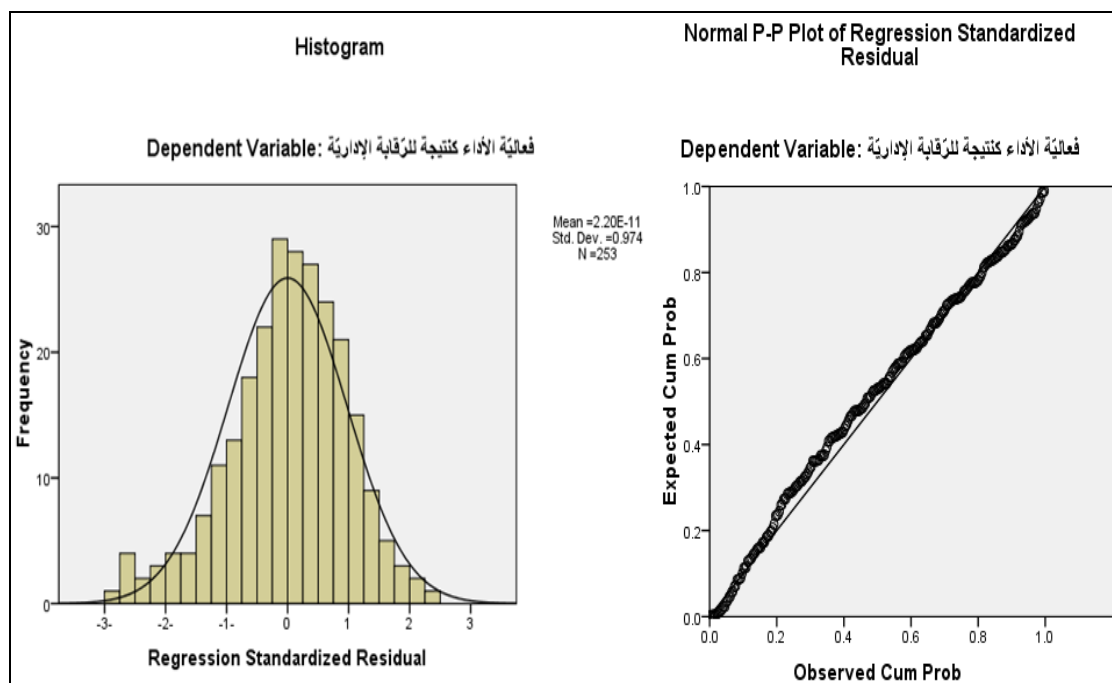 Histogram
Dependent Variable: فعاليّة الأداء كنتيجة للرّقابة الإداريّة
Mean =2.20E-11
Std. Dev. =0.974
N =253
Frequency
30
20
10
0
-3-
-2-
-1-
0
1
2
3
Regression Standardized Residual
Normal P-P Plot of Regression Standardized
Residual
Dependent Variable: فعاليّة الأداء كنتيجة للرّقابة الإداريّة
Expected Cum Prob
1.0
0.8
0.6
0.4
0.2
0.0
0.0
0.2
0.4
0.6
0.8
1.0
Observed Cum Prob